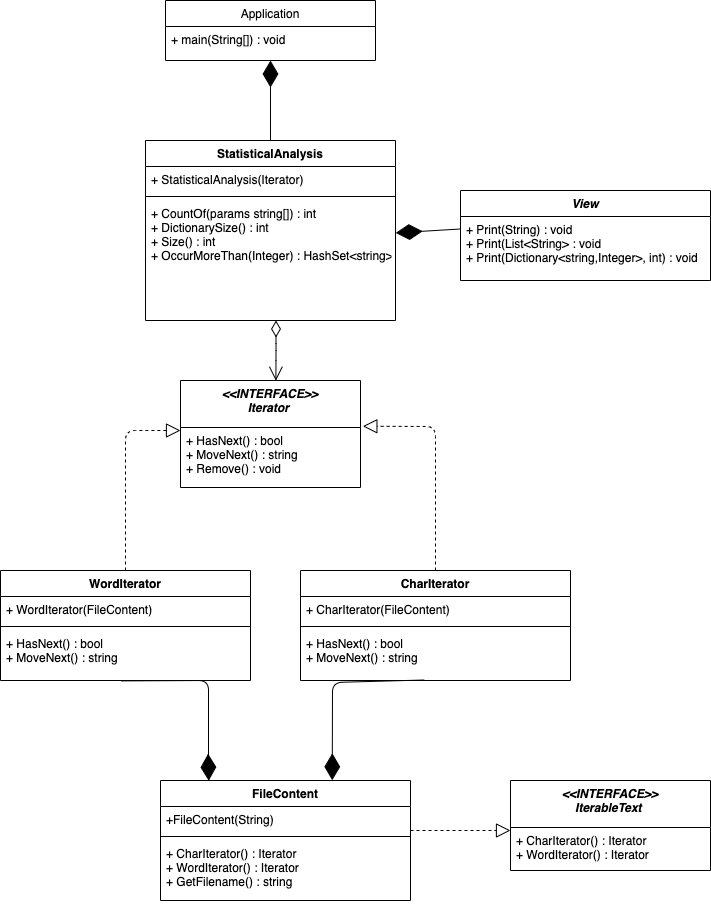 Application
+ main(String[]) : void
StatisticalAnalysis
+ StatisticalAnalysis(Iterator)
+ CountOf(params string[]) : int
+ DictionarySize() : int
+ Size() : int
+ OccurMoreThan(Integer) : HashSet<string>
View
+ Print(String) : void
+ Print(List<String> : void
+ Print(Dictionary<string,Integer>, int) : void
<<INTERFACE>>
Iterator
+ HasNext() : bool
+ MoveNext() : string
+ Remove() : void
WordIterator
+ WordIterator(FileContent)
+ HasNext() : bool
+ MoveNext() : string
CharIterator
+ CharIterator(FileContent)
+ HasNext() : bool
+ MoveNext() : string
FileContent
+FileContent(String)
+ CharIterator() : Iterator
+ WordIterator() : Iterator
+ GetFilename() : string
<<INTERFACE>>
IterableText
+ CharIterator() : Iterator
+ WordIterator() : Iterator